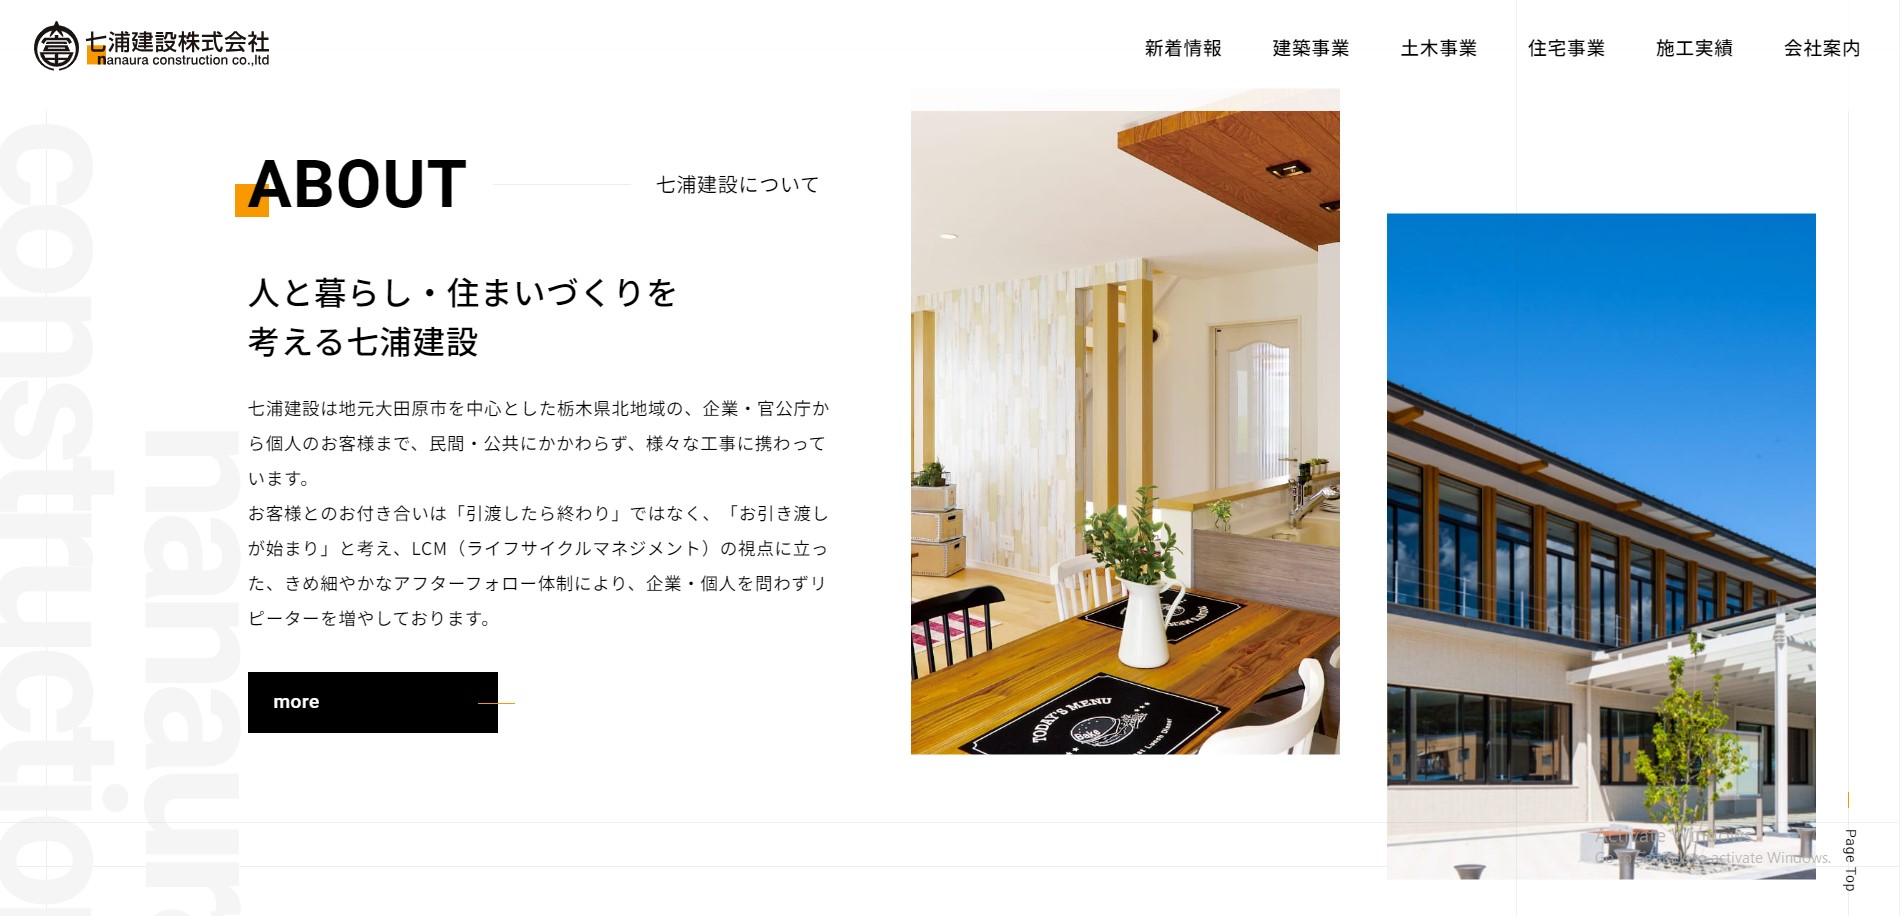 七浦建設株式会社
nanaura construction co.,ltd
新着情報
建築事業
土木事業
住宅事業
施工実績
会社案内
ABOUT
七浦建設について
人と暮らし・住まいづくりを
考える七浦建設
七浦建設は地元大田原市を中心とした栃木県北地域の、企業・官公庁か
ら個人のお客様まで、民間・公共にかかわらず、様々な工事に携わって
います。
お客様とのお付き合いは「引渡したら終わり」ではなく、「お引き渡し
が始まり」と考え、LCM（ライフサイクルマネジメント）の視点に立っ
た、きめ細やかなアフターフォロー体制により、企業・個人を問わずリ
ピーターを増やしております。
more
construction
nanaura
TODAY'S MENU
Bake
Lunch Dinner
Activate Windows
activate Windows.
Page Top